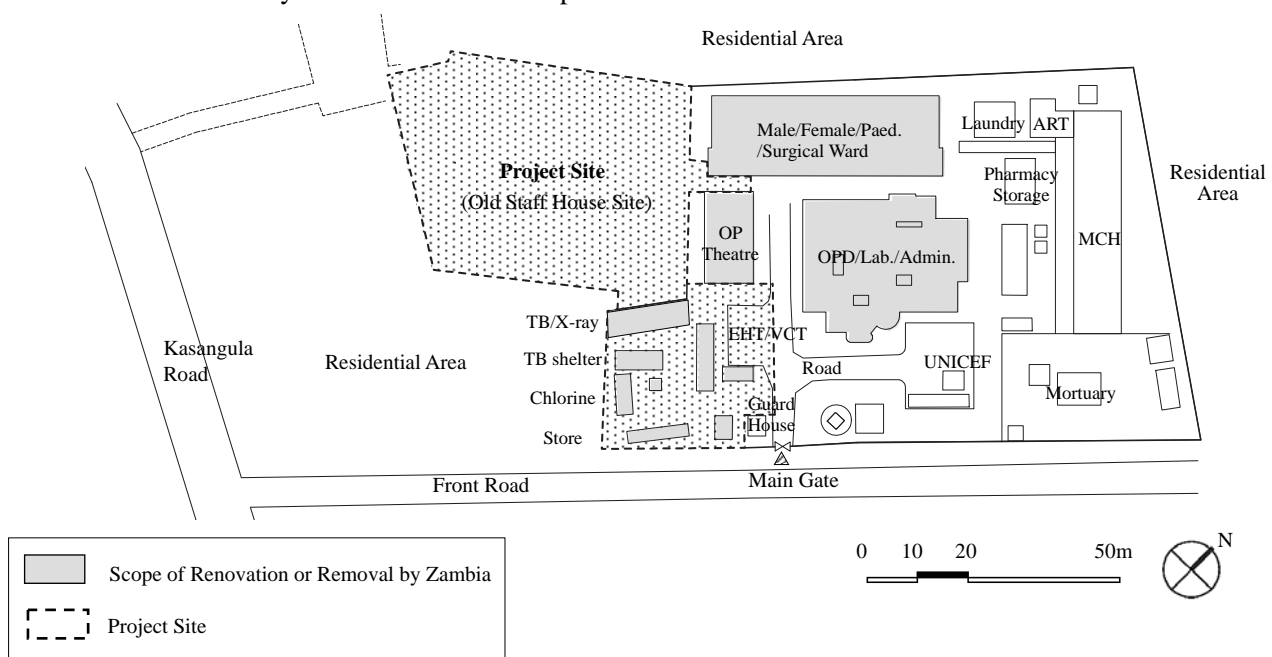 Residential Area
Male/Female/Paed.
/Surgical Ward
Laundry
ART
Project Site
(Old Staff House Site)
Pharmacy
Storage
Residential
Area
OP
Theatre
OPD/Lab./Admin.
MCH
TB/X-ray
EHT/VCT
Kasangula
Road
Residential Area
TB shelter
Road
UNICEF
Chlorine
Guard
House
Mortuary
Store
Front Road
Main Gate
0 10 20 50m
N
Scope of Renovation or Removal by Zambia
Project Site